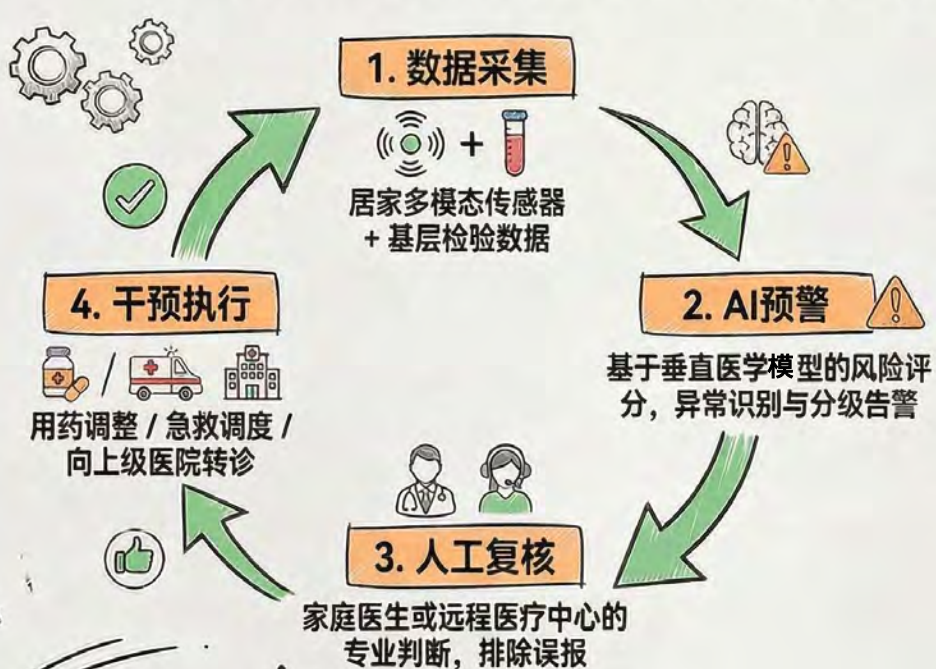 1. 数据采集
+
居家多模态传感器
+ 基层检验数据
2. AI预警
基于垂直医学模型的风险评
分，异常识别与分级告警
3. 人工复核
家庭医生或远程医疗中心的
专业判断，排除误报
4. 干预执行
/
用药调整 / 急救调度 /
向上级医院转诊